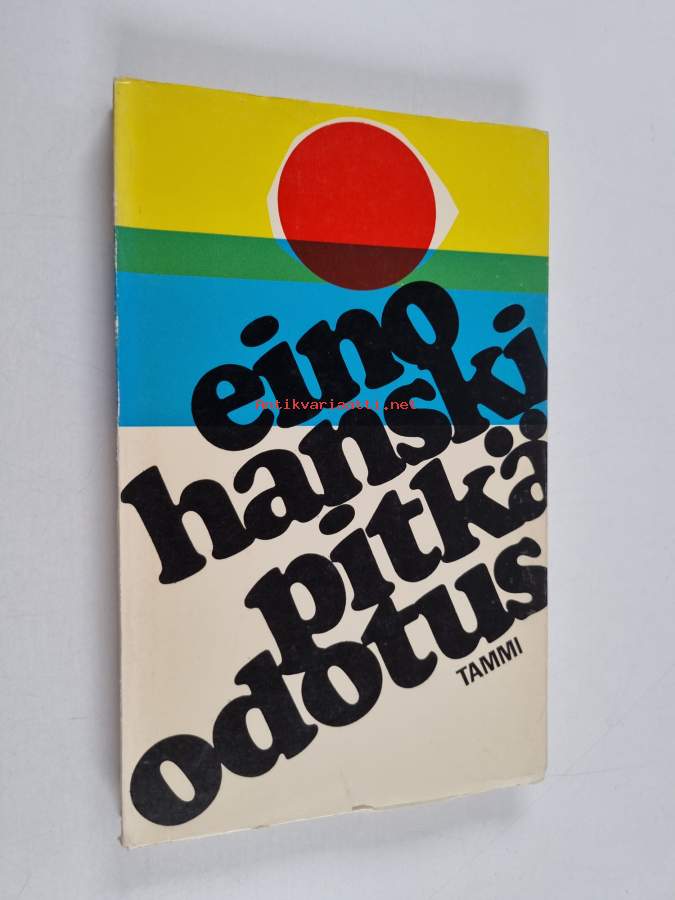 eino
hanski
pitkä
odotus
TAMMI
antikvariaatti.net